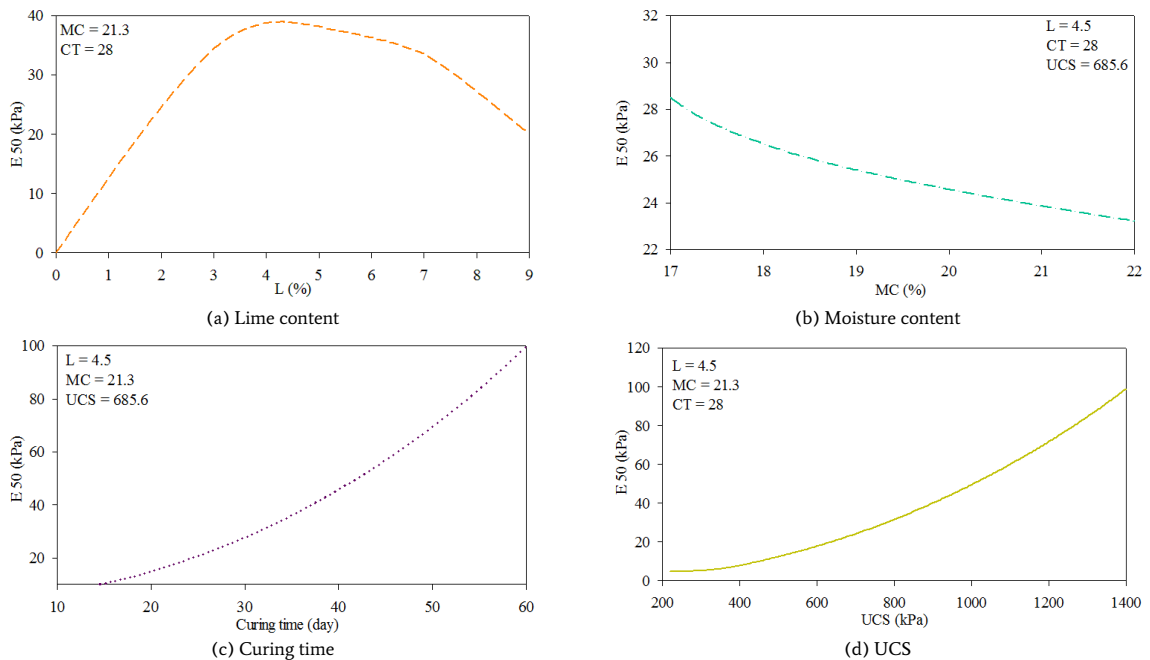 40
30
20
10
0
E 50 (kPa)
MC = 21.3
CT = 28
0 1 2 3 4 5 6 7 8 9
L (%)
(a) Lime content
32
30
28
26
24
22
E 50 (kPa)
L = 4.5
CT = 28
UCS = 685.6
17 18 19 20 21 22
MC (%)
(b) Moisture content
100
80
60
40
20
E 50 (kPa)
L = 4.5
MC = 21.3
UCS = 685.6
10 20 30 40 50 60
Curing time (day)
(c) Curing time
120
100
80
60
40
20
0
E 50 (kPa)
L = 4.5
MC = 21.3
CT = 28
200 400 600 800 1000 1200 1400
UCS (kPa)
(d) UCS